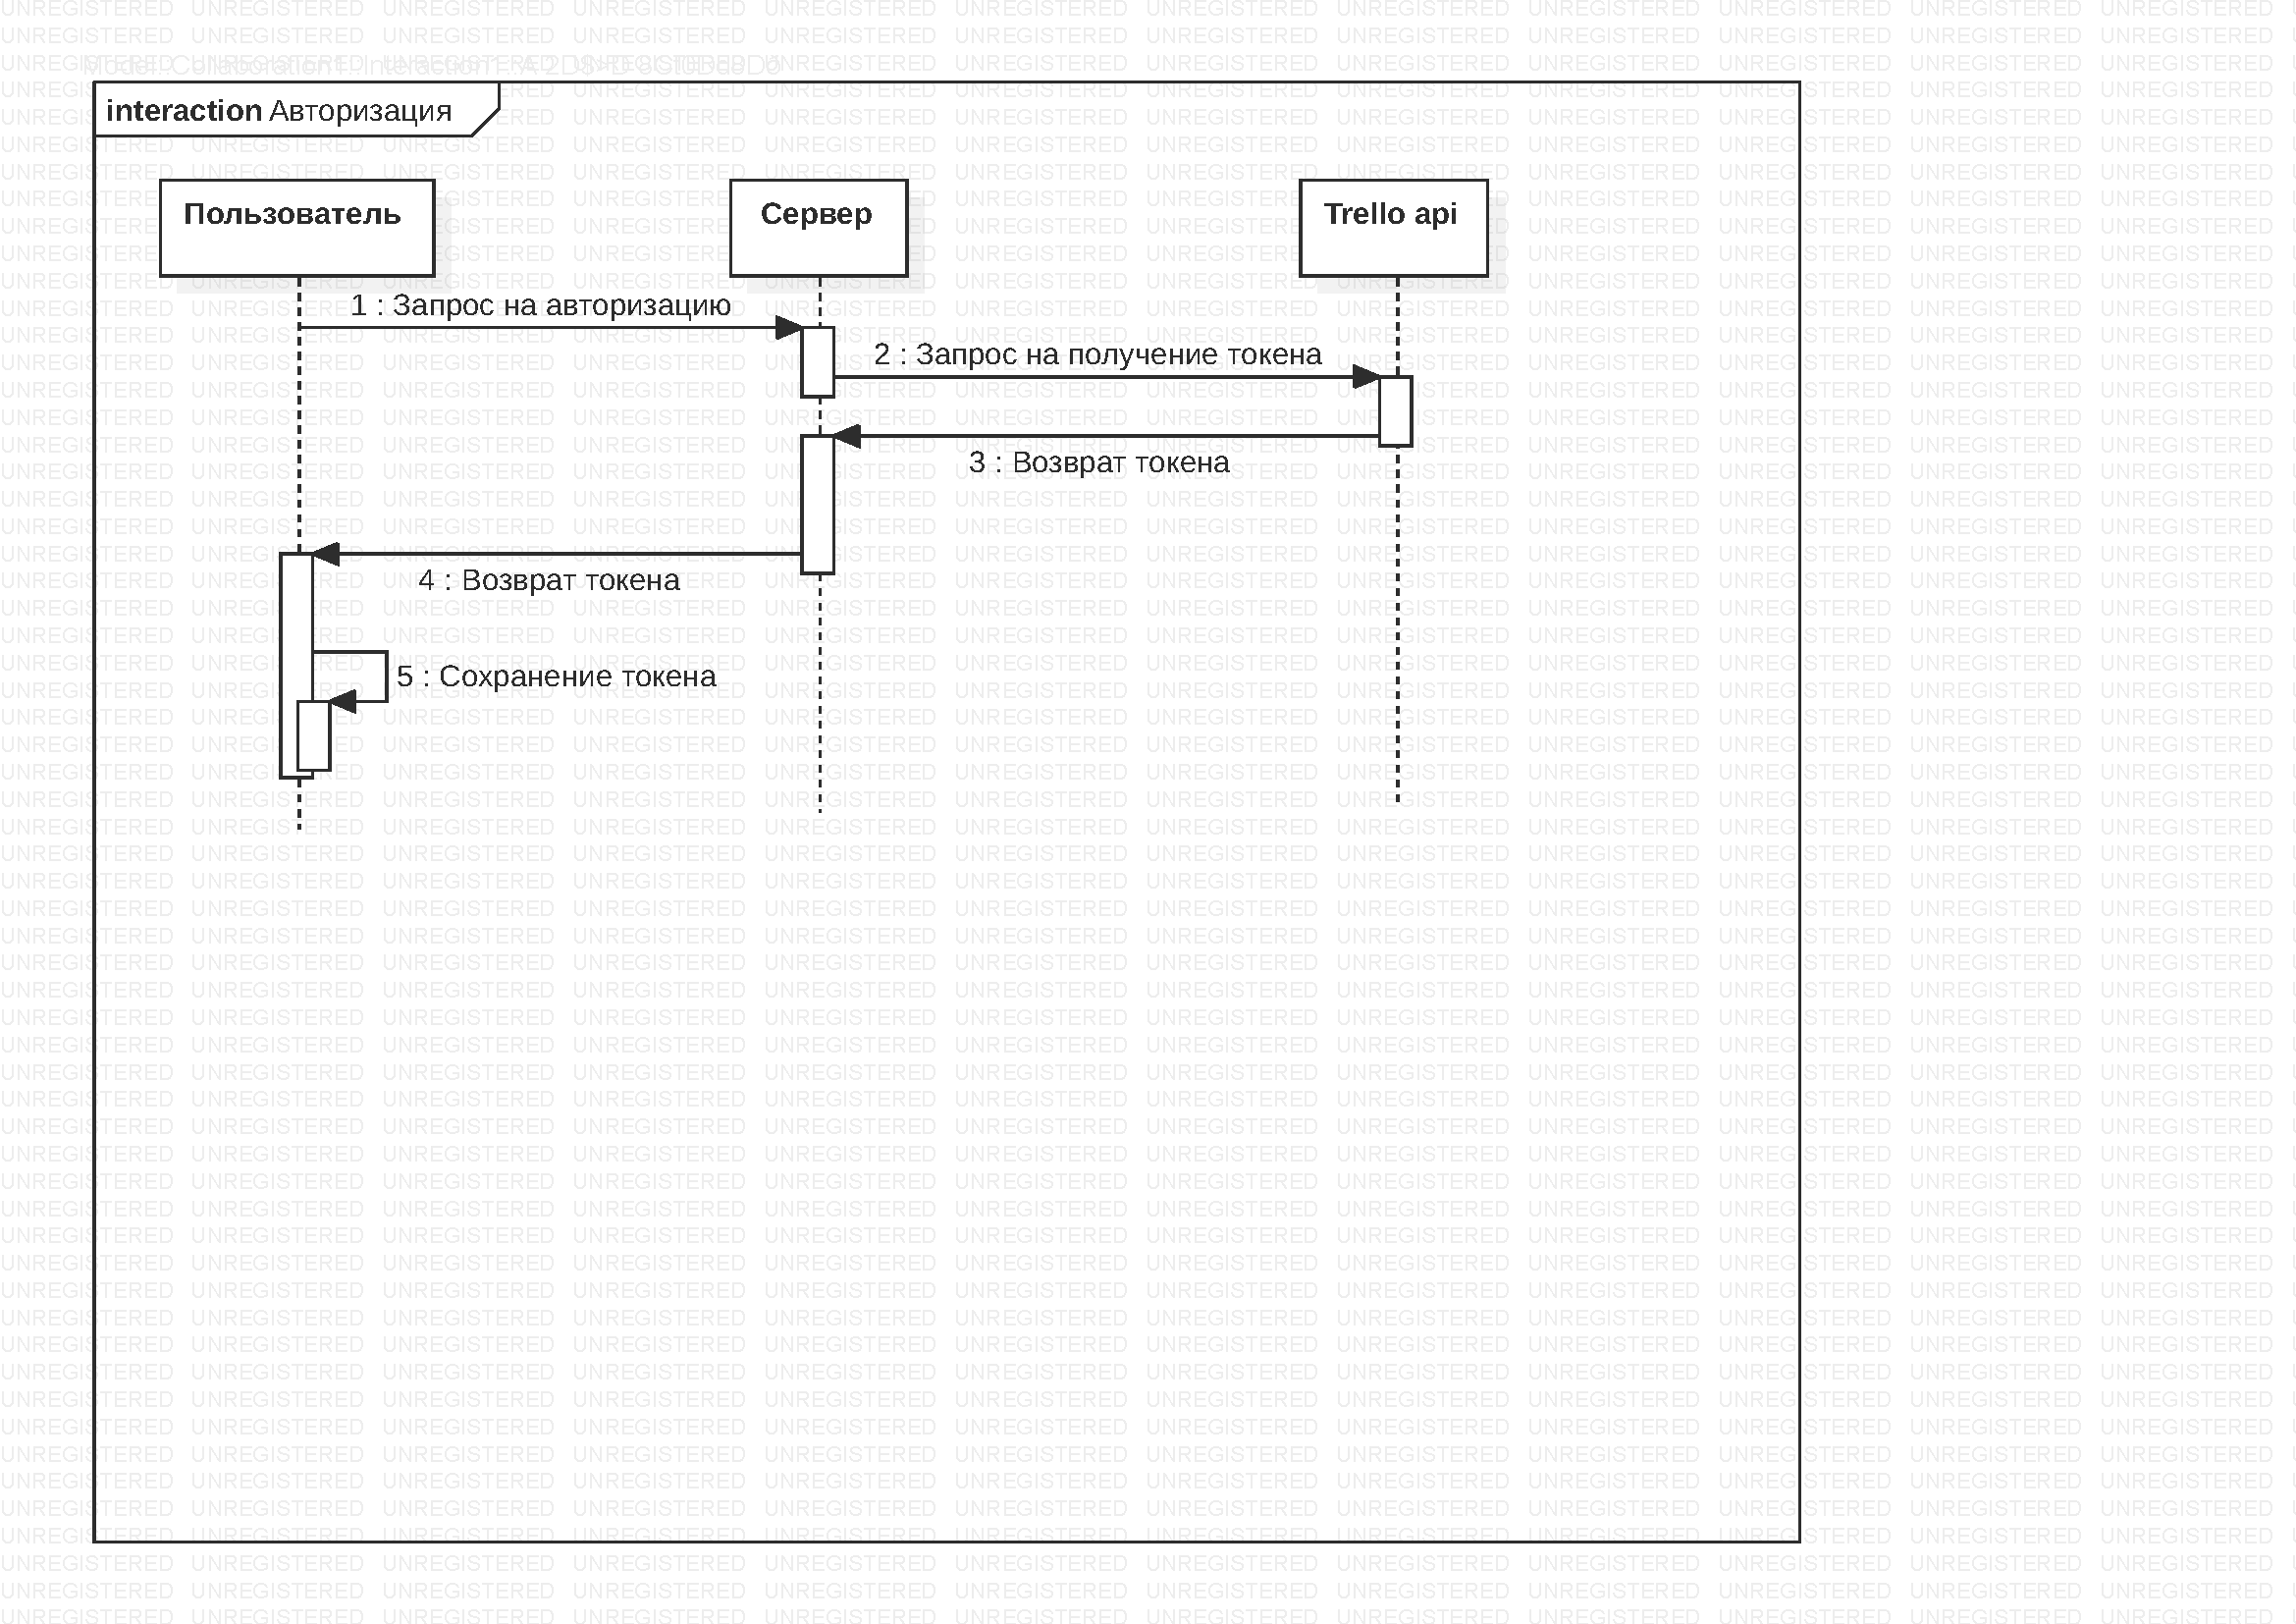 interaction Авторизация
Пользователь
Сервер
Trello api
1 : Запрос на авторизацию
2 : Запрос на получение токена
3 : Возврат токена
4 : Возврат токена
5 : Сохранение токена
UNREGISTERED